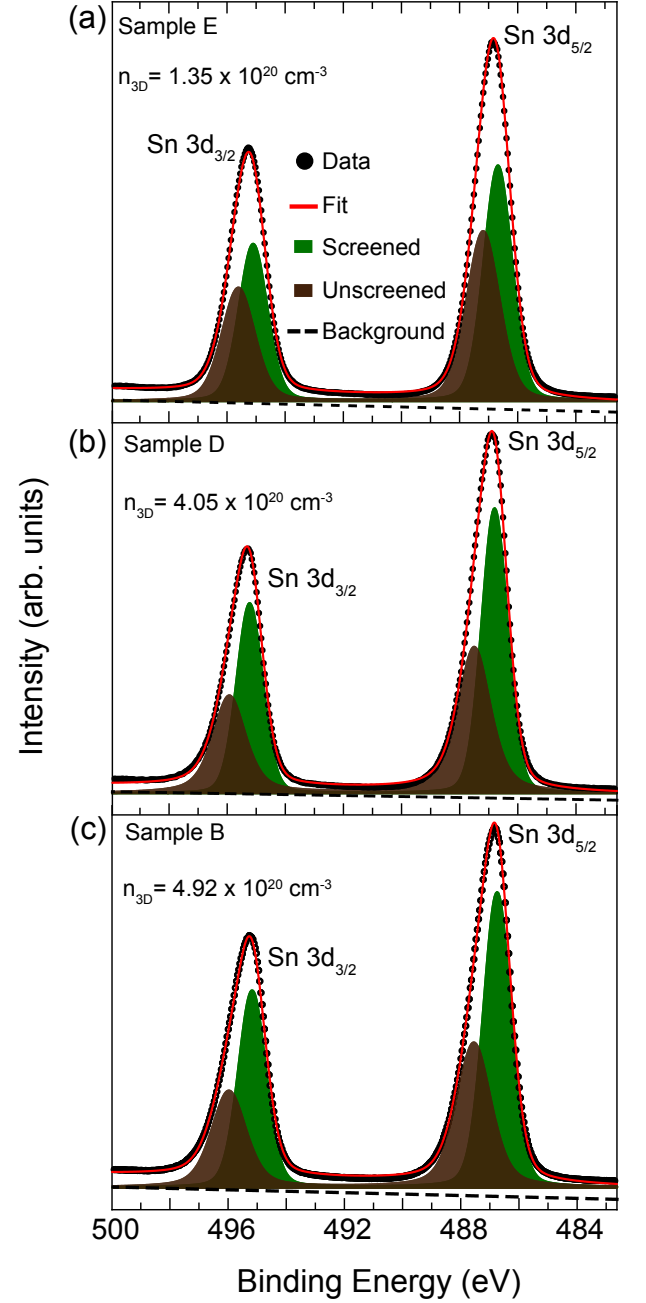 (a)
Sample E
Sn 3d5/2
n3D= 1.35 x 10^20 cm^-3
Sn 3d3/2
Data
Fit
Screened
Unscreened
Background
(b)
Sample D
Sn 3d5/2
n3D= 4.05 x 10^20 cm^-3
Sn 3d3/2
(c)
Sample B
Sn 3d5/2
n3D= 4.92 x 10^20 cm^-3
Sn 3d3/2
Intensity (arb. units)
500 496 492 488 484
Binding Energy (eV)